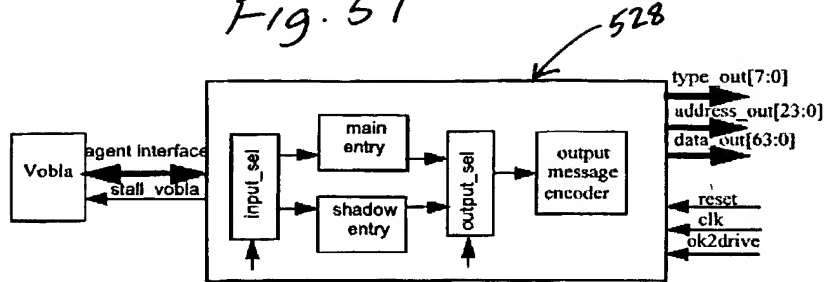 Fig. 51
528
type_out[7:0]
address_out[23:0]
data_out[63:0]
Vobla
agent interface
stall_vobla
input_sel
main
entry
shadow
entry
output_sel
output
message
encoder
reset
clk
ok2drive